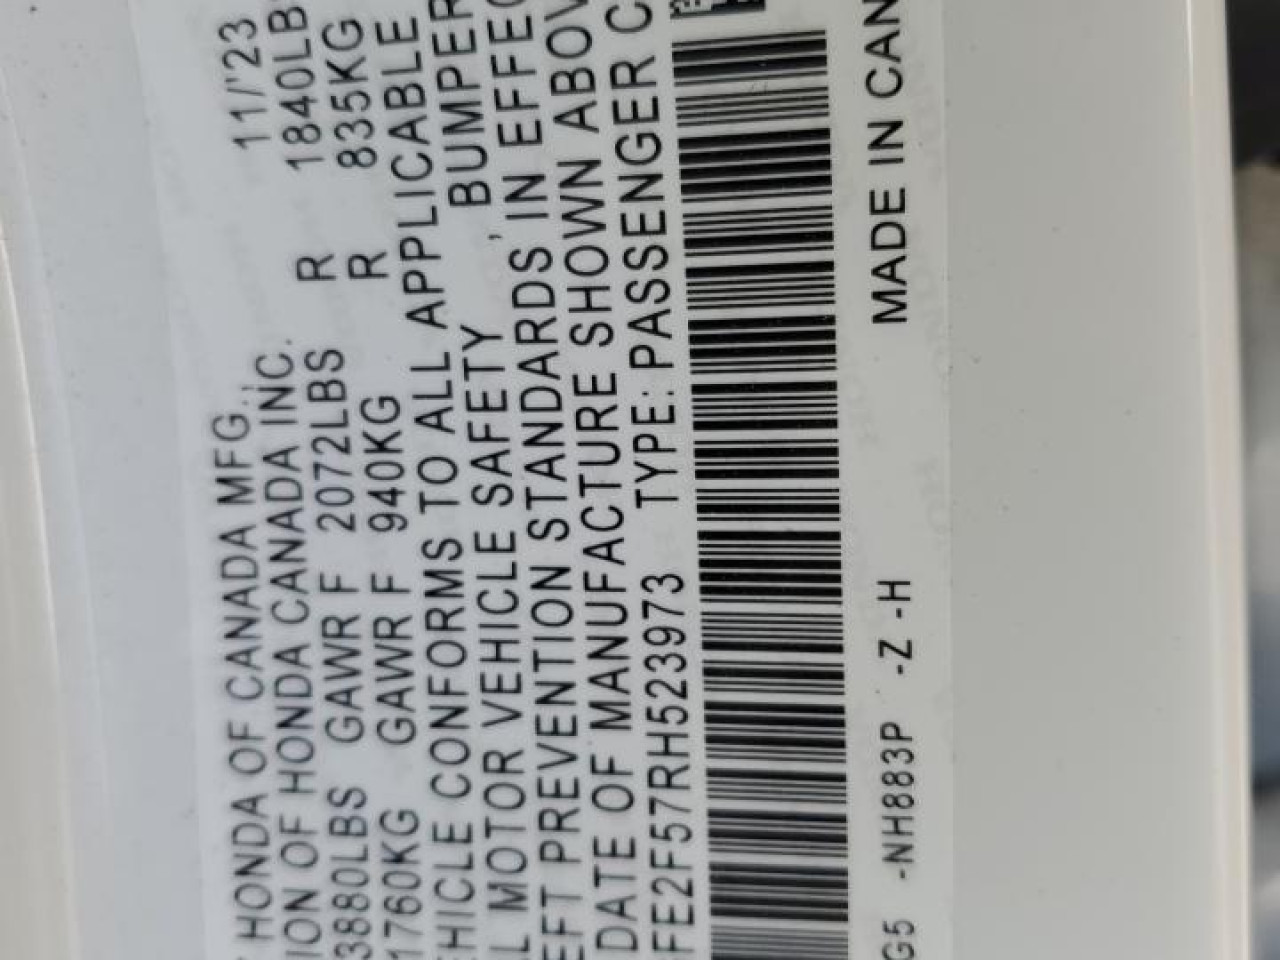 HONDA OF CANADA MFG. 11/'23
ION OF HONDA CANADA INC.
3880LBS GAWR F 2072LBS R 1840LB
1760KG GAWR F 940KG R 835KG
EHICLE CONFORMS TO ALL APPLICABLE
L MOTOR VEHICLE SAFETY, BUMPER
EFT PREVENTION STANDARDS IN EFFEC
DATE OF MANUFACTURE SHOWN ABOV
FE2F57RH523973 TYPE: PASSENGER C
G5 -NH883P -Z -H MADE IN CAN